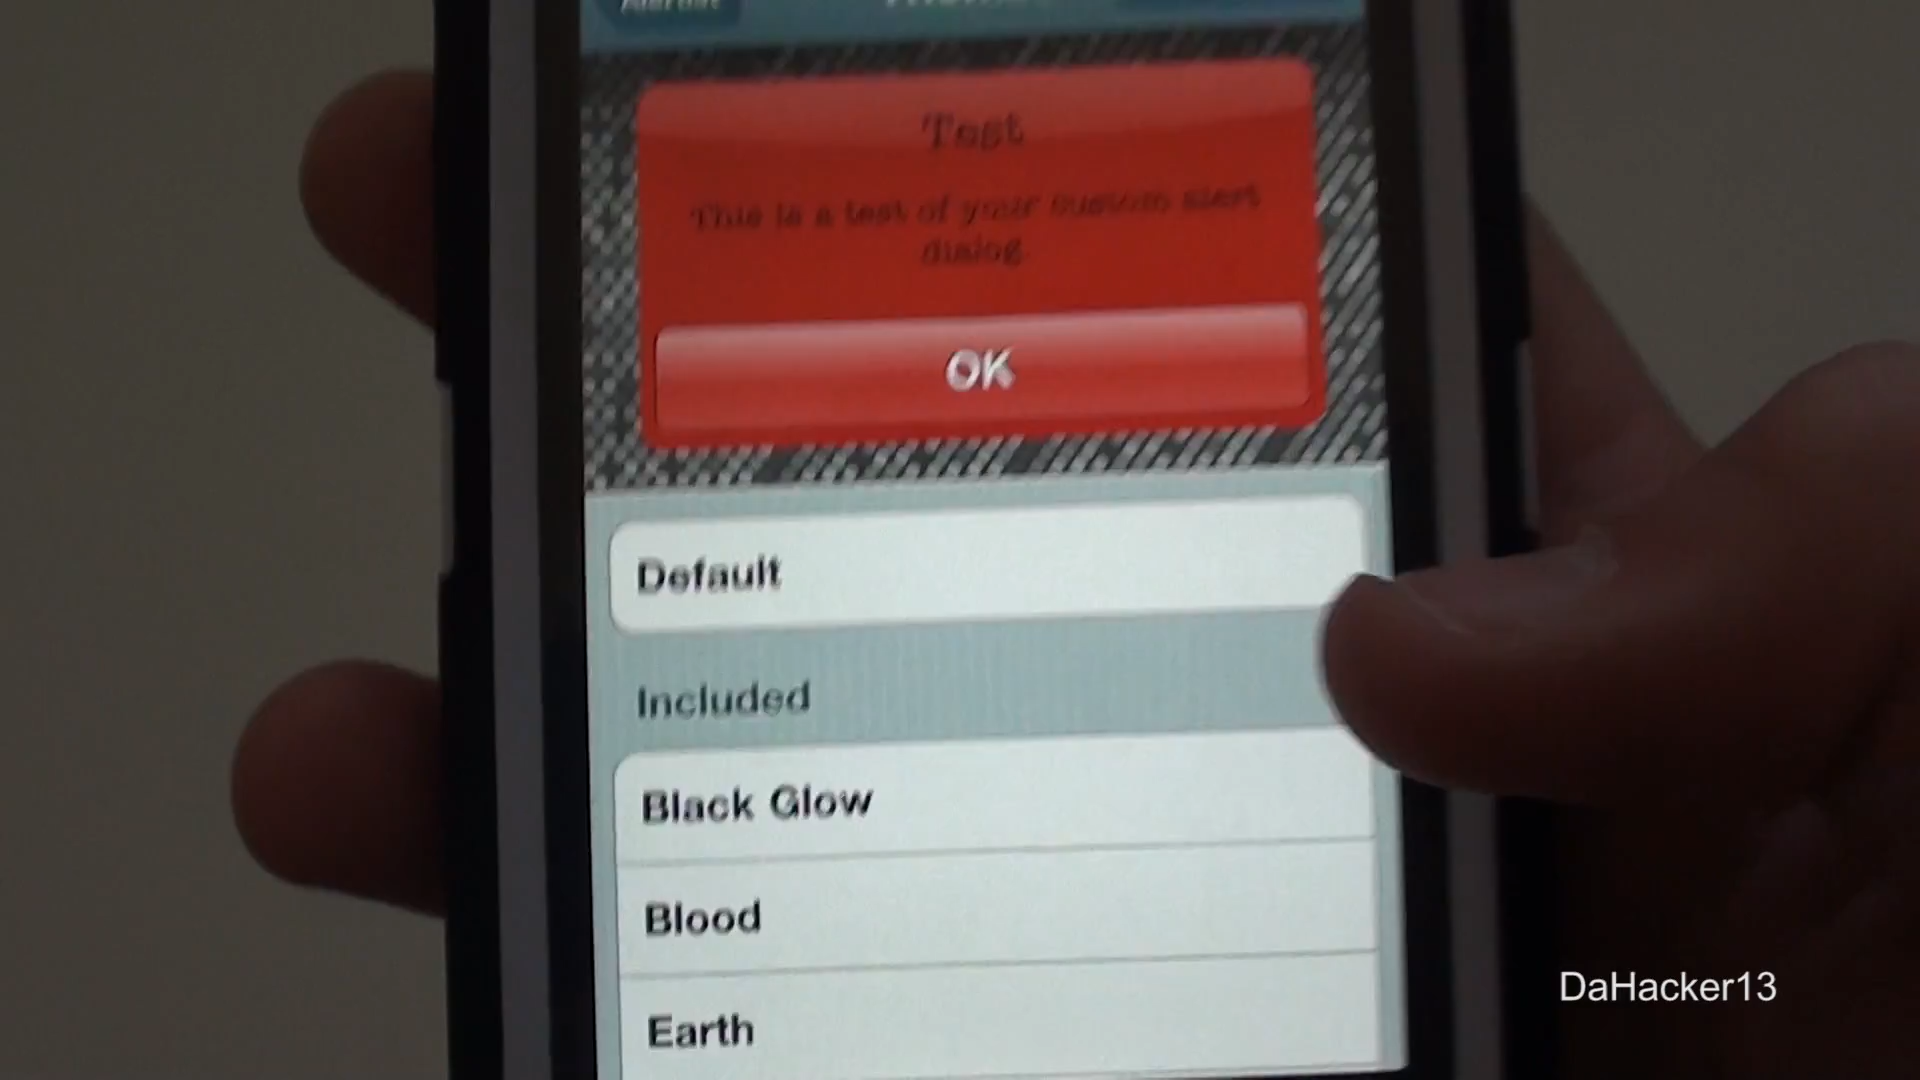 Test
This is a test of your custom alert
dialog.
OK
Default
Included
Black Glow
Blood
Earth
DaHacker13